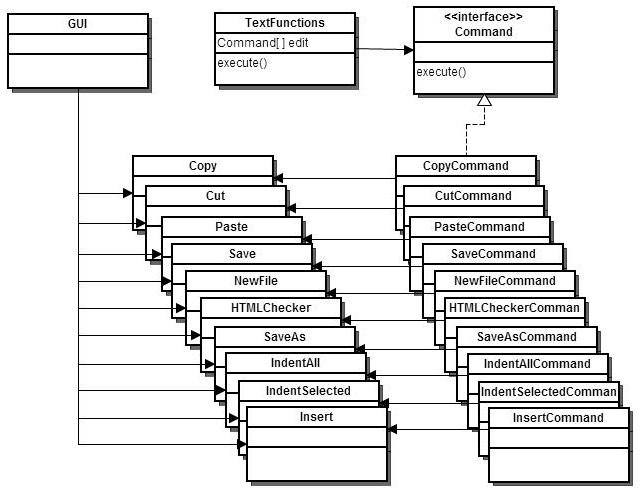 GUI
TextFunctions
Command[ ] edit
execute()
<<interface>>
Command
execute()
Copy
CopyCommand
Cut
CutCommand
Paste
PasteCommand
Save
SaveCommand
NewFile
NewFileCommand
HTMLChecker
HTMLCheckerComman
SaveAs
SaveAsCommand
IndentAll
IndentAllCommand
IndentSelected
IndentSelectedComman
Insert
InsertCommand